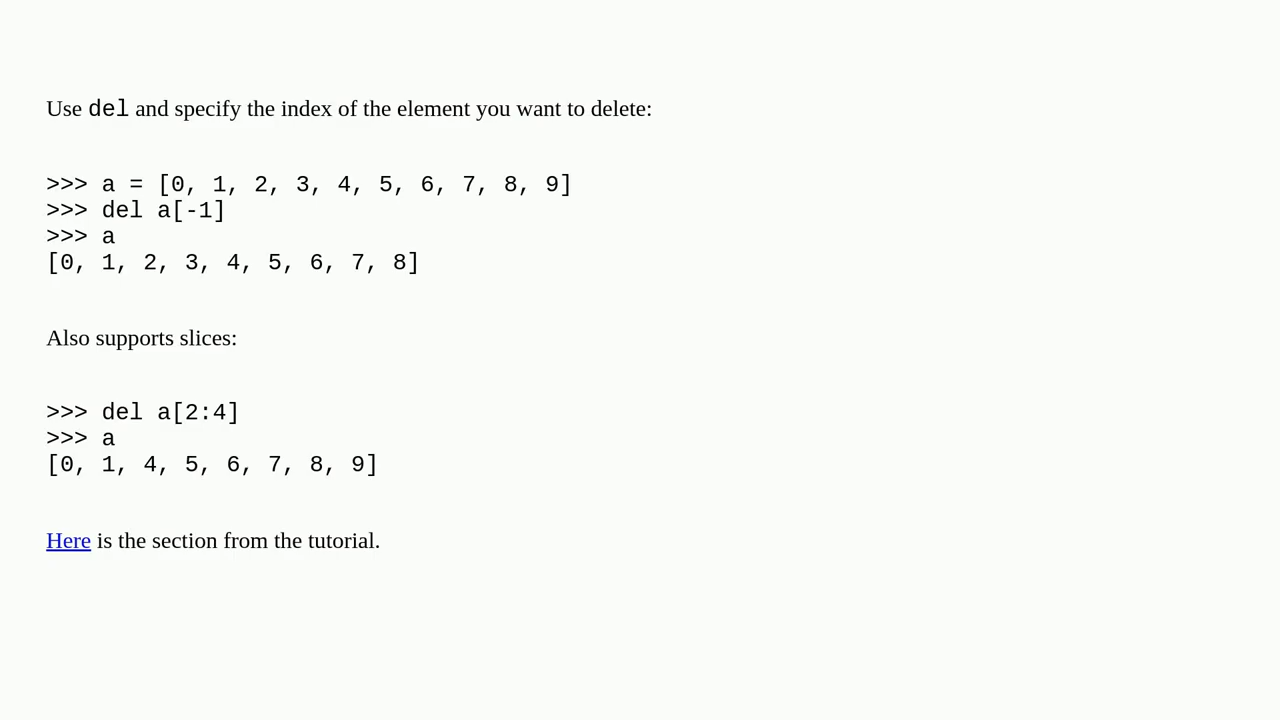 Use del and specify the index of the element you want to delete:
>>> a = [0, 1, 2, 3, 4, 5, 6, 7, 8, 9]
>>> del a[-1]
>>> a
[0, 1, 2, 3, 4, 5, 6, 7, 8]
Also supports slices:
>>> del a[2:4]
>>> a
[0, 1, 4, 5, 6, 7, 8, 9]
Here is the section from the tutorial.